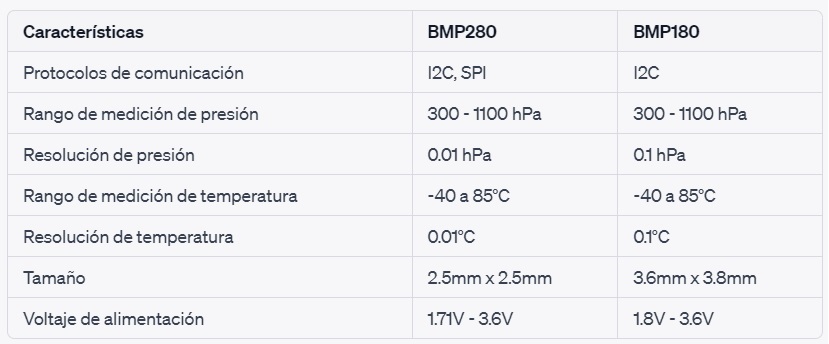 Características BMP280 BMP180
Protocolos de comunicación I2C, SPI I2C
Rango de medición de presión 300 - 1100 hPa 300 - 1100 hPa
Resolución de presión 0.01 hPa 0.1 hPa
Rango de medición de temperatura -40 a 85°C -40 a 85°C
Resolución de temperatura 0.01°C 0.1°C
Tamaño 2.5mm x 2.5mm 3.6mm x 3.8mm
Voltaje de alimentación 1.71V - 3.6V 1.8V - 3.6V